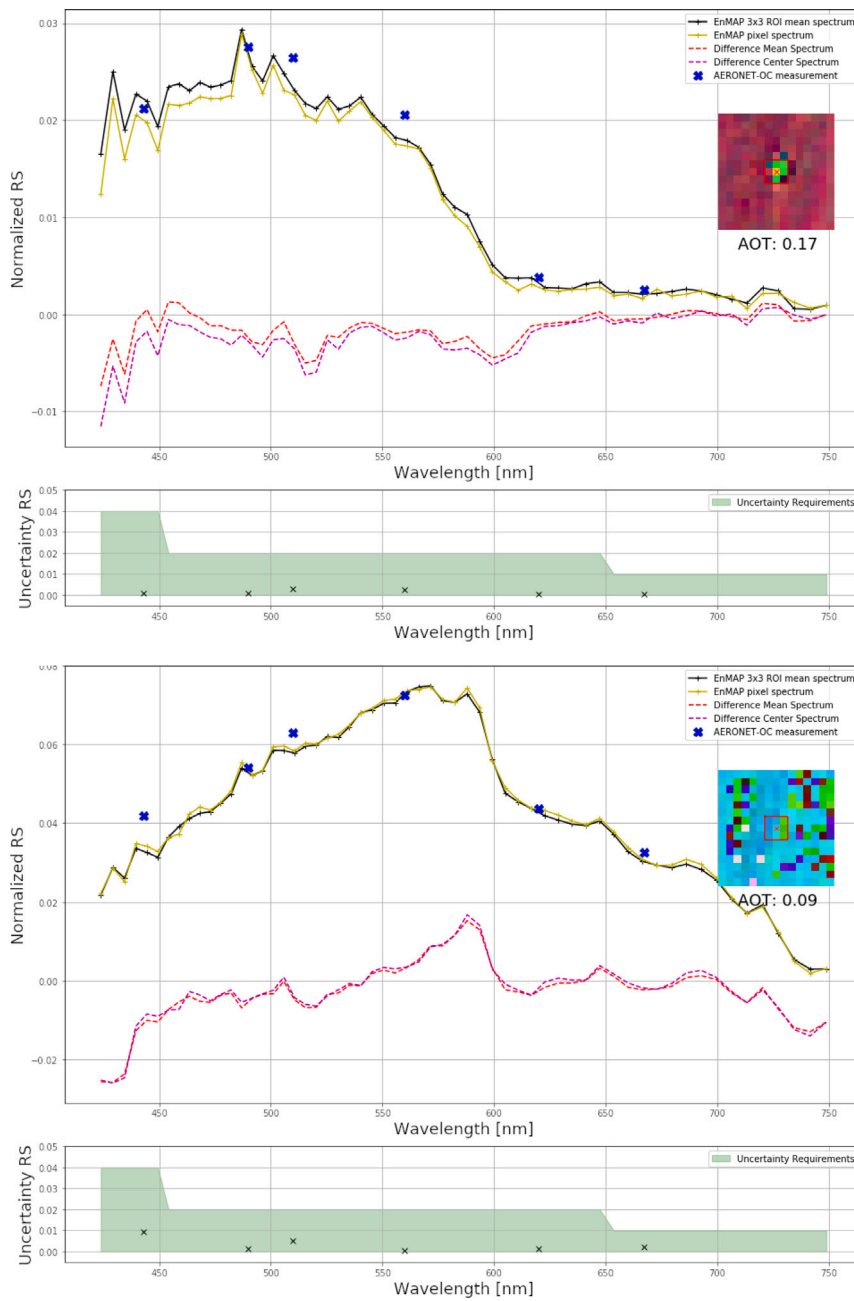 0.03
0.02
0.01
0.00
−0.01
Normalized RS
EnMAP 3x3 ROI mean spectrum
EnMAP pixel spectrum
Difference Mean Spectrum
Difference Center Spectrum
AERONET-OC measurement
AOT: 0.17
450 500 550 600 650 700 750
Wavelength [nm]
0.05
0.04
0.03
0.02
0.01
0.00
Uncertainty RS
Uncertainty Requirements
450 500 550 600 650 700 750
Wavelength [nm]
0.08
0.06
0.04
0.02
0.00
−0.02
Normalized RS
EnMAP 3x3 ROI mean spectrum
EnMAP pixel spectrum
Difference Mean Spectrum
Difference Center Spectrum
AERONET-OC measurement
AOT: 0.09
450 500 550 600 650 700 750
Wavelength [nm]
0.05
0.04
0.03
0.02
0.01
0.00
Uncertainty RS
Uncertainty Requirements
450 500 550 600 650 700 750
Wavelength [nm]